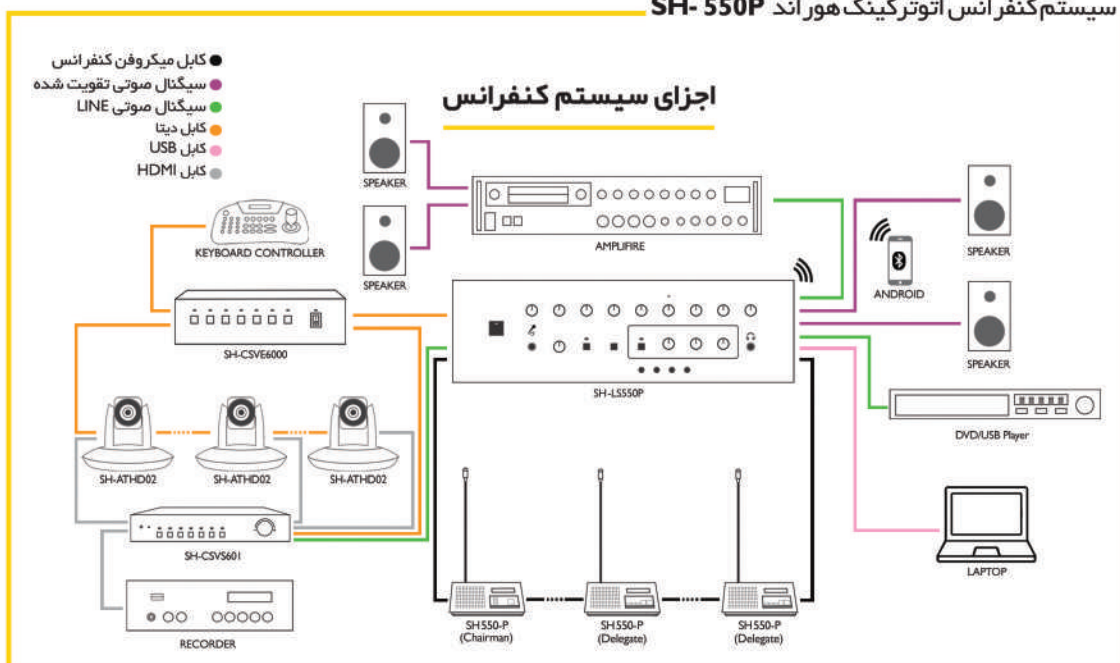 سیستم کنفرانس اتوترکینگ هوراند SH- 550P
کابل میکروفن کنفرانس
سیگنال صوتی تقویت شده
سیگنال صوتی LINE
کابل دیتا
کابل USB
کابل HDMI
اجزای سیستم کنفرانس
SPEAKER
SPEAKER
AMPLIFIRE
KEYBOARD CONTROLLER
ANDROID
SPEAKER
SPEAKER
SH-CSVE6000
SH-LS550P
DVD/USB Player
SH-ATHD02
SH-ATHD02
SH-ATHD02
SH-CSVS601
LAPTOP
RECORDER
SH550-P
(Chairman)
SH550-P
(Delegate)
SH550-P
(Delegate)